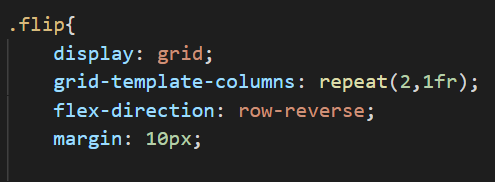 .flip{
display: grid;
grid-template-columns: repeat(2,1fr);
flex-direction: row-reverse;
margin: 10px;